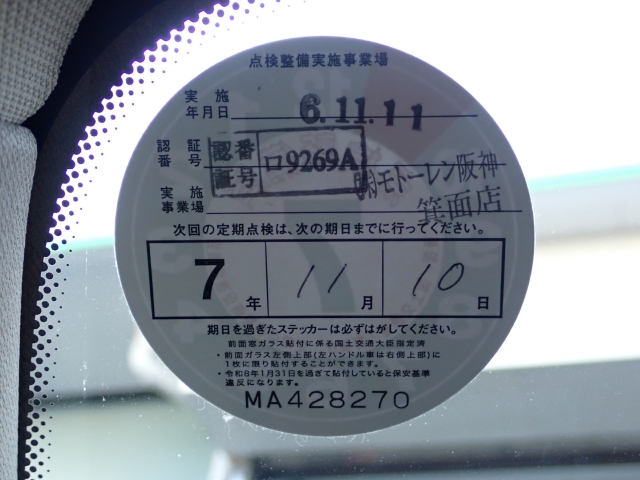 点検整備実施事業場
実施年月日 6.11.11
認証番号 認番証号 ロ9269A
実施事業場 ㈱モトーレン阪神
箕面店
次回の定期点検は、次の期日までに行ってください。
7年 11月 10日
期日を過ぎたステッカーは必ずはがしてください。
前面窓ガラス貼付に係る国土交通大臣指定済
・前面ガラス左側上部(左ハンドル車は右側上部)に
1枚に限り貼付することができます。
・令和8年1月31日を過ぎて貼付していると保安基準
違反になります。
MA428270